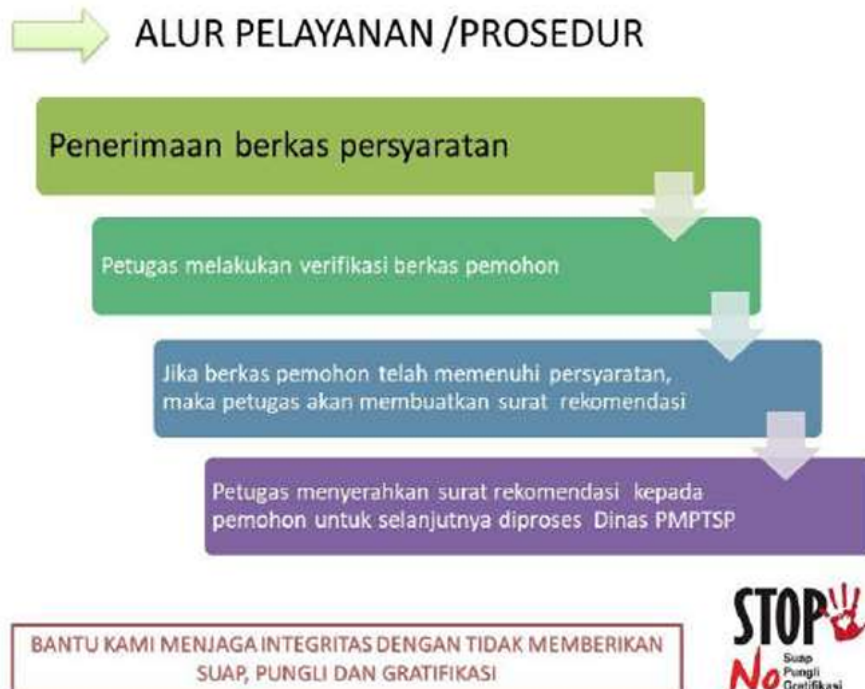 ALUR PELAYANAN /PROSEDUR
Penerimaan berkas persyaratan
Petugas melakukan verifikasi berkas pemohon
Jika berkas pemohon telah memenuhi persyaratan,
maka petugas akan membuatkan surat rekomendasi
Petugas menyerahkan surat rekomendasi kepada
pemohon untuk selanjutnya diproses Dinas PMPTSP
BANTU KAMI MENJAGA INTEGRITAS DENGAN TIDAK MEMBERIKAN
SUAP, PUNGLI DAN GRATIFIKASI
STOP
No
Suap
Pungli
Gratifikasi